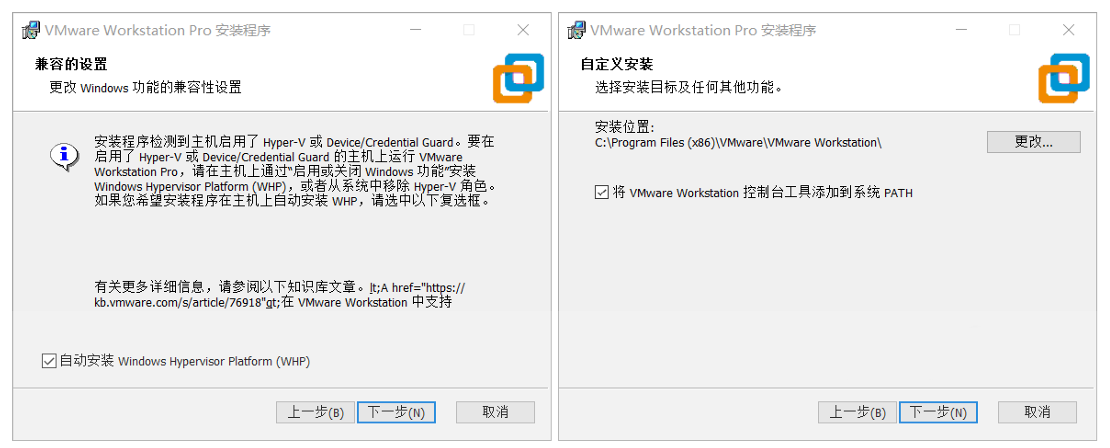 VMware Workstation Pro 安装程序
兼容的设置
更改 Windows 功能的兼容性设置
安装程序检测到主机启用了 Hyper-V 或 Device/Credential Guard。要在
启用了 Hyper-V 或 Device/Credential Guard 的主机上运行 VMware
Workstation Pro，请在主机上通过“启用或关闭 Windows 功能”安装
Windows Hypervisor Platform (WHP)，或者从系统中移除 Hyper-V 角色。
如果您希望安装程序在主机上自动安装 WHP，请选中以下复选框。
有关更多详细信息，请参阅以下知识库文章。lt;A href="https://
kb.vmware.com/s/article/76918"gt;在 VMware Workstation 中支持
自动安装 Windows Hypervisor Platform (WHP)
上一步(B) 下一步(N) 取消
VMware Workstation Pro 安装程序
自定义安装
选择安装目标及任何其他功能。
安装位置:
C:\Program Files (x86)\VMware\VMware Workstation\
更改...
将 VMware Workstation 控制台工具添加到系统 PATH
上一步(B) 下一步(N) 取消